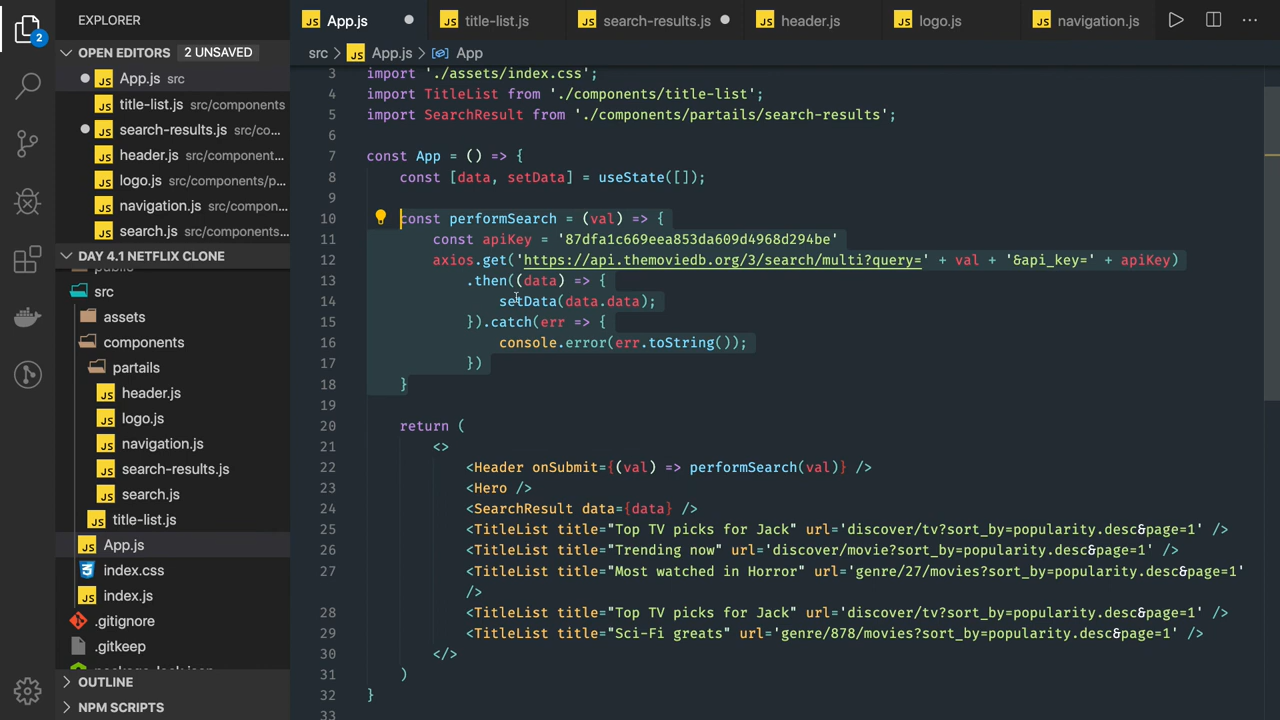 EXPLORER
OPEN EDITORS 2 UNSAVED
App.js src
title-list.js src/components
search-results.js src/co...
header.js src/component...
logo.js src/components/p...
navigation.js src/compon...
search.js src/componen...
DAY 4.1 NETFLIX CLONE
src
assets
components
partails
header.js
logo.js
navigation.js
search-results.js
search.js
title-list.js
App.js
index.css
index.js
.gitignore
.gitkeep
OUTLINE
NPM SCRIPTS
2
App.js title-list.js search-results.js header.js logo.js navigation.js
src > App.js > App
3 import './assets/index.css';
4 import TitleList from './components/title-list';
5 import SearchResult from './components/partails/search-results';
6
7 const App = () => {
8 const [data, setData] = useState([]);
9
10 const performSearch = (val) => {
11 const apiKey = '87dfa1c669eea853da609d4968d294be'
12 axios.get('https://api.themoviedb.org/3/search/multi?query=' + val + '&api_key=' + apiKey)
13 .then((data) => {
14 setData(data.data);
15 }).catch(err => {
16 console.error(err.toString());
17 })
18 }
19
20 return (
21 <>
22 <Header onSubmit={(val) => performSearch(val)} />
23 <Hero />
24 <SearchResult data={data} />
25 <TitleList title="Top TV picks for Jack" url='discover/tv?sort_by=popularity.desc&page=1' />
26 <TitleList title="Trending now" url='discover/movie?sort_by=popularity.desc&page=1' />
27 <TitleList title="Most watched in Horror" url='genre/27/movies?sort_by=popularity.desc&page=1'
/>
28 <TitleList title="Top TV picks for Jack" url='discover/tv?sort_by=popularity.desc&page=1' />
29 <TitleList title="Sci-Fi greats" url='genre/878/movies?sort_by=popularity.desc&page=1' />
30 </>
31 )
32 }
33